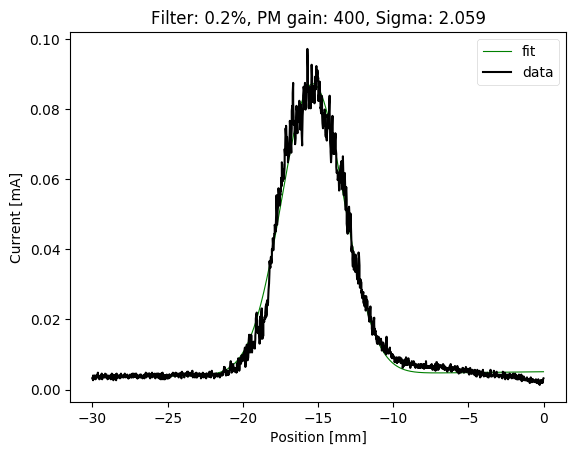 Filter: 0.2%, PM gain: 400, Sigma: 2.059
fit
data
0.10
0.08
0.06
0.04
0.02
0.00
Current [mA]
−30
−25
−20
−15
−10
−5
0
Position [mm]